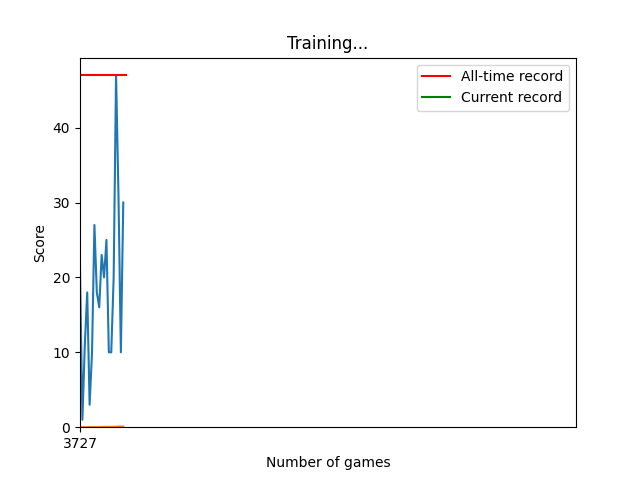 Training...
All-time record
Current record
Score
40
30
20
10
0
3727
Number of games